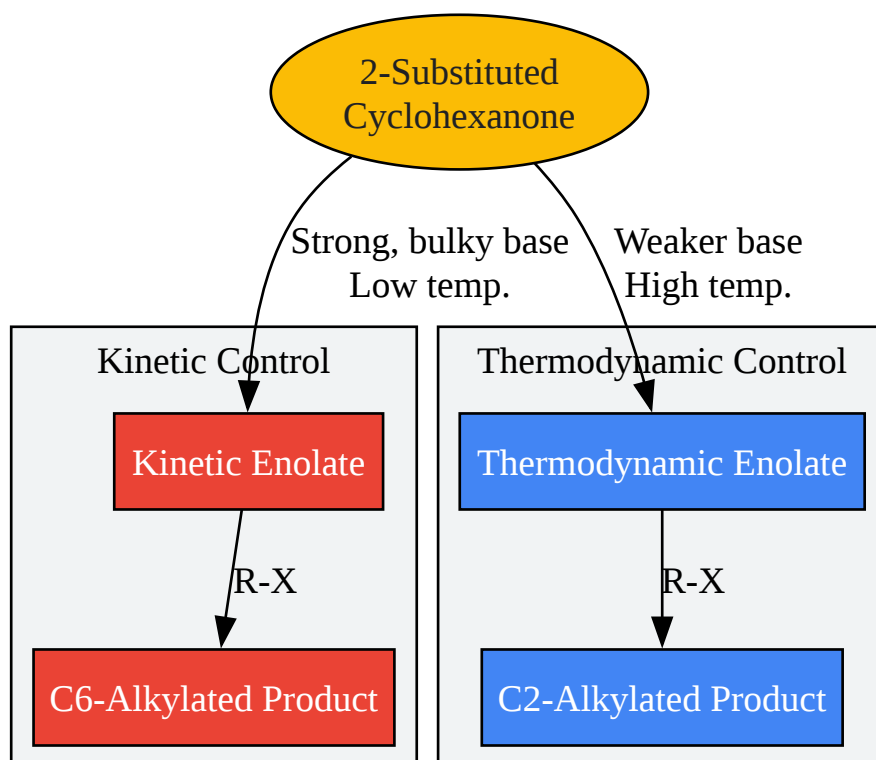 2-Substituted
Cyclohexanone
Strong, bulky base
Low temp.
Weaker base
High temp.
Kinetic Control
Thermodynamic Control
Kinetic Enolate
Thermodynamic Enolate
R-X
R-X
C6-Alkylated Product
C2-Alkylated Product